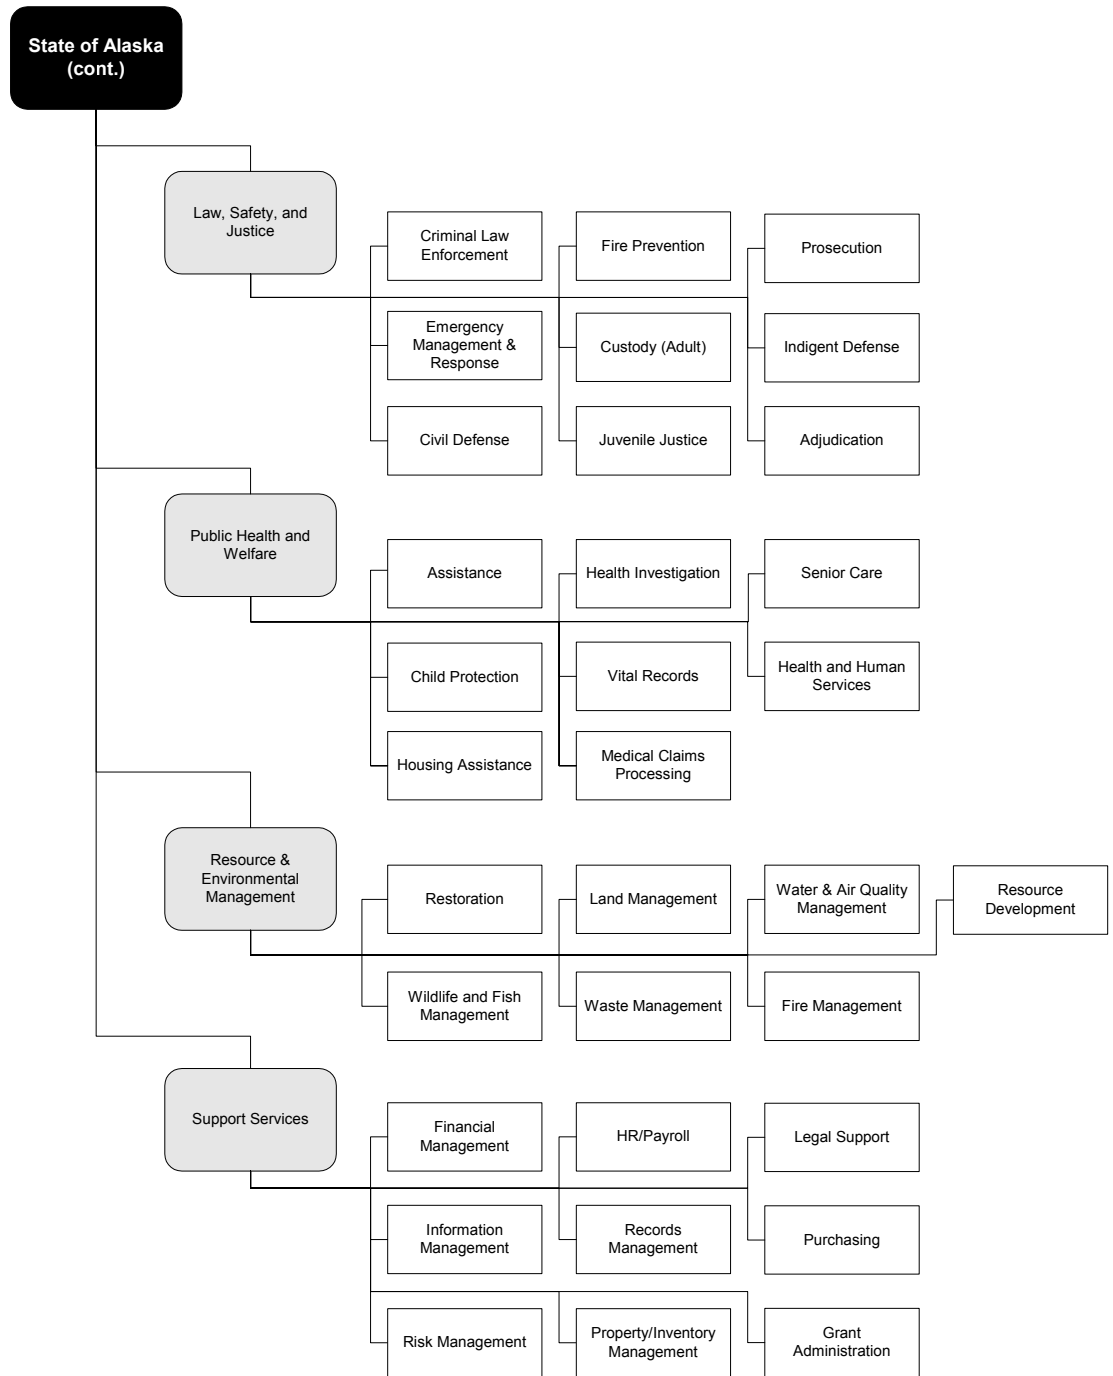 State of Alaska
(cont.)
Law, Safety, and
Justice
Criminal Law
Enforcement
Fire Prevention
Prosecution
Emergency
Management &
Response
Custody (Adult)
Indigent Defense
Civil Defense
Juvenile Justice
Adjudication
Public Health and
Welfare
Assistance
Health Investigation
Senior Care
Child Protection
Vital Records
Health and Human
Services
Housing Assistance
Medical Claims
Processing
Resource &
Environmental
Management
Restoration
Land Management
Water & Air Quality
Management
Resource
Development
Wildlife and Fish
Management
Waste Management
Fire Management
Support Services
Financial
Management
HR/Payroll
Legal Support
Information
Management
Records
Management
Purchasing
Risk Management
Property/Inventory
Management
Grant
Administration